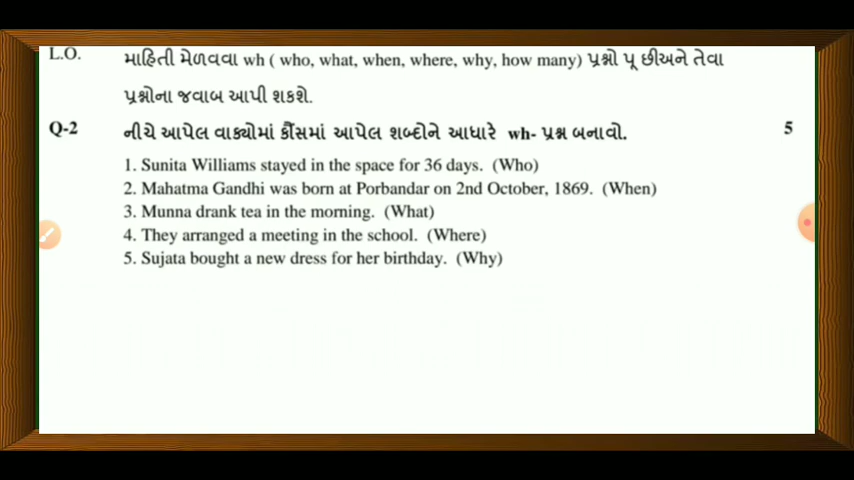 L.O. માહિતી મેળવવા wh ( who, what, when, where, why, how many) પ્રશ્નો પૂ છીઅને તેવા
પ્રશ્નોના જવાબ આપી શકશે.
Q-2 નીચે આપેલ વાક્યોમાં કૌંસમાં આપેલ શબ્દોને આધારે wh- પ્રશ્ન બનાવો. 5
1. Sunita Williams stayed in the space for 36 days. (Who)
2. Mahatma Gandhi was born at Porbandar on 2nd October, 1869. (When)
3. Munna drank tea in the morning. (What)
4. They arranged a meeting in the school. (Where)
5. Sujata bought a new dress for her birthday. (Why)